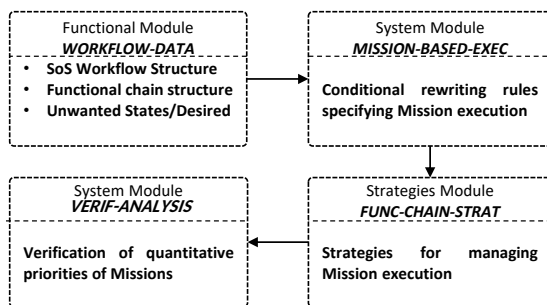 Functional Module
WORKFLOW-DATA
• SoS Workflow Structure
• Functional chain structure
• Unwanted States/Desired
System Module
MISSION-BASED-EXEC
Conditional rewriting rules
specifying Mission execution
System Module
VERIF-ANALYSIS
Verification of quantitative
priorities of Missions
Strategies Module
FUNC-CHAIN-STRAT
Strategies for managing
Mission execution